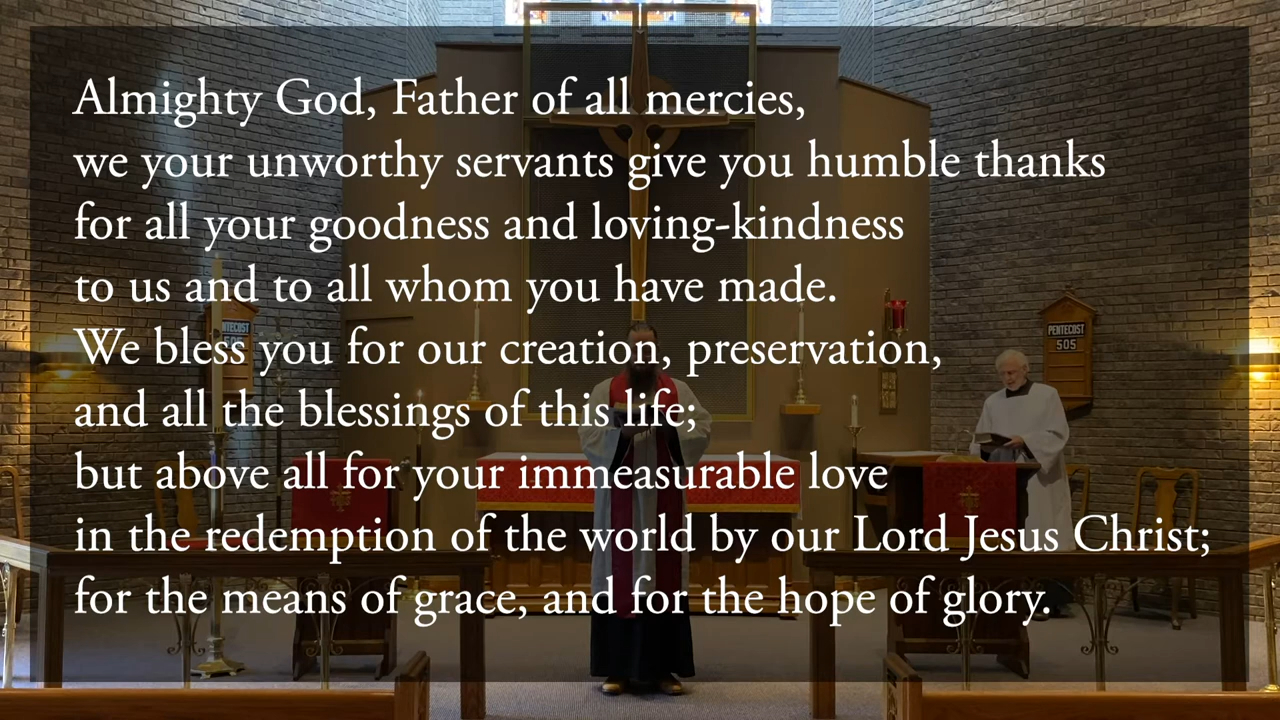 Almighty God, Father of all mercies,
we your unworthy servants give you humble thanks
for all your goodness and loving-kindness
to us and to all whom you have made.
We bless you for our creation, preservation,
and all the blessings of this life;
but above all for your immeasurable love
in the redemption of the world by our Lord Jesus Christ;
for the means of grace, and for the hope of glory.
PENTECOST
505